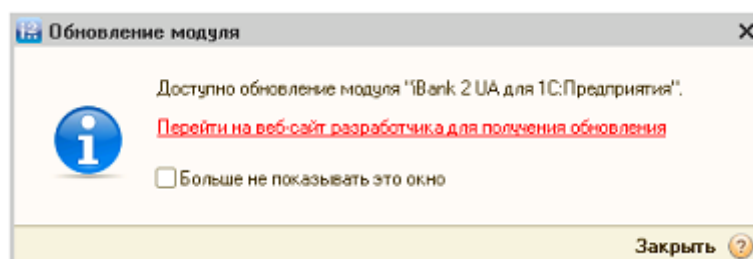 Обновление модуля
Доступно обновление модуля "iBank 2 UA для 1С:Предприятия".
Перейти на веб-сайт разработчика для получения обновления
Больше не показывать это окно
Закрыть ?